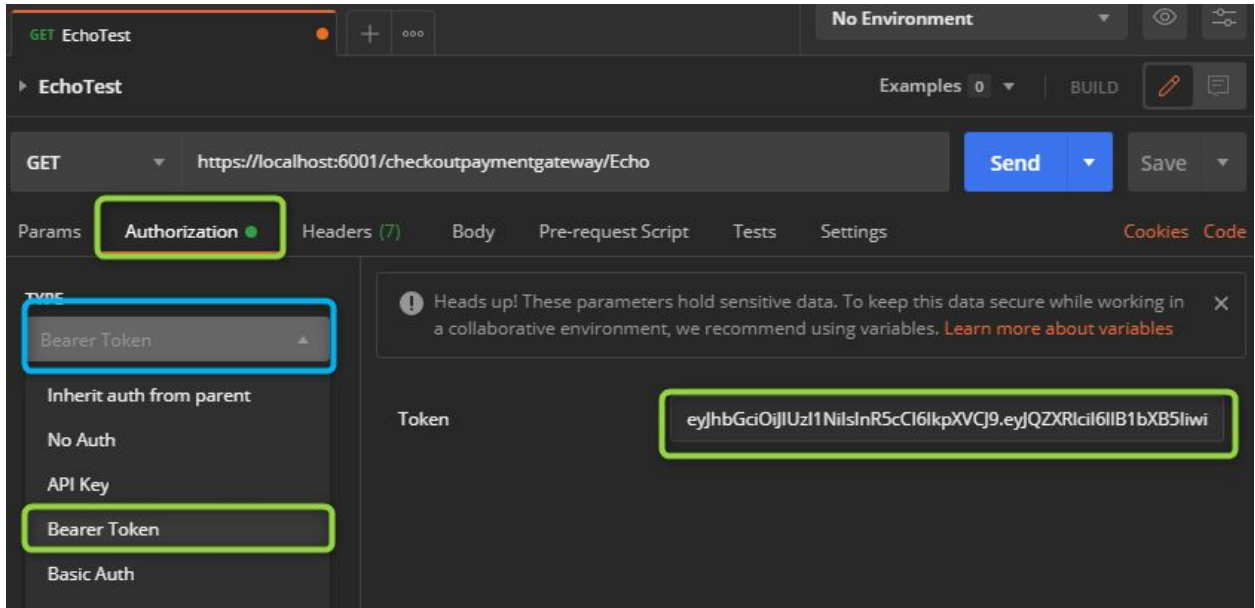 GET EchoTest
No Environment
EchoTest
Examples 0
BUILD
GET
https://localhost:6001/checkoutpaymentgateway/Echo
Send
Save
Params
Authorization
Headers (7)
Body
Pre-request Script
Tests
Settings
Cookies
Code
TYPE
Bearer Token
Inherit auth from parent
No Auth
API Key
Bearer Token
Basic Auth
Heads up! These parameters hold sensitive data. To keep this data secure while working in
a collaborative environment, we recommend using variables. Learn more about variables
Token
eyJhbGciOiJIUzI1NiIsInR5cCI6IkpXVCJ9.eyJQZXRlciI6IlB1bXB5Iiwi